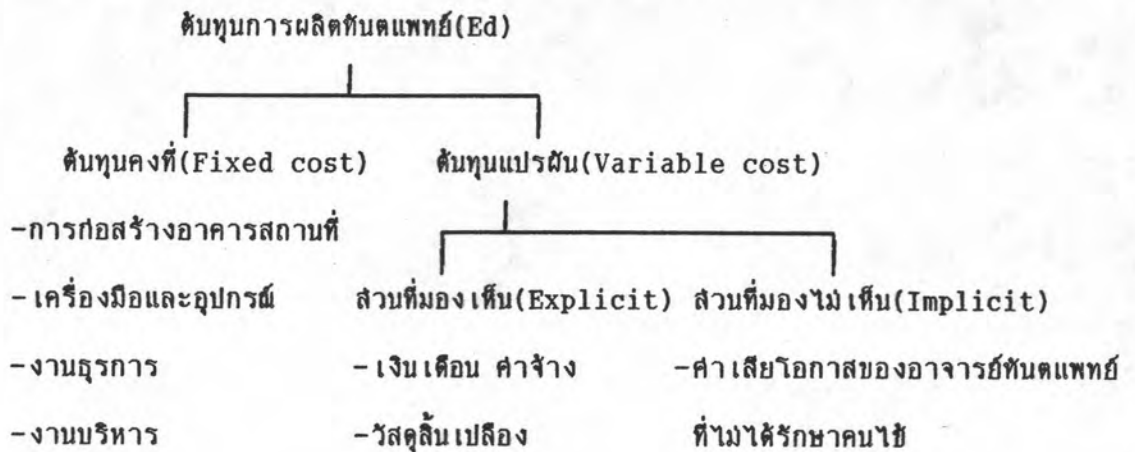 ต้นทุนการผลิตทันตแพทย์(Ed)
ต้นทุนคงที่(Fixed cost) ต้นทุนแปรผัน(Variable cost)
-การก่อสร้างอาคารสถานที่
-เครื่องมือและอุปกรณ์ ส่วนที่มองเห็น(Explicit) ส่วนที่มองไม่เห็น(Implicit)
-งานธุรการ -เงินเดือน ค่าจ้าง -ค่าเสียโอกาสของอาจารย์ทันตแพทย์
-งานบริหาร -วัสดุสิ้นเปลือง ที่ไม่ได้รักษาคนไข้